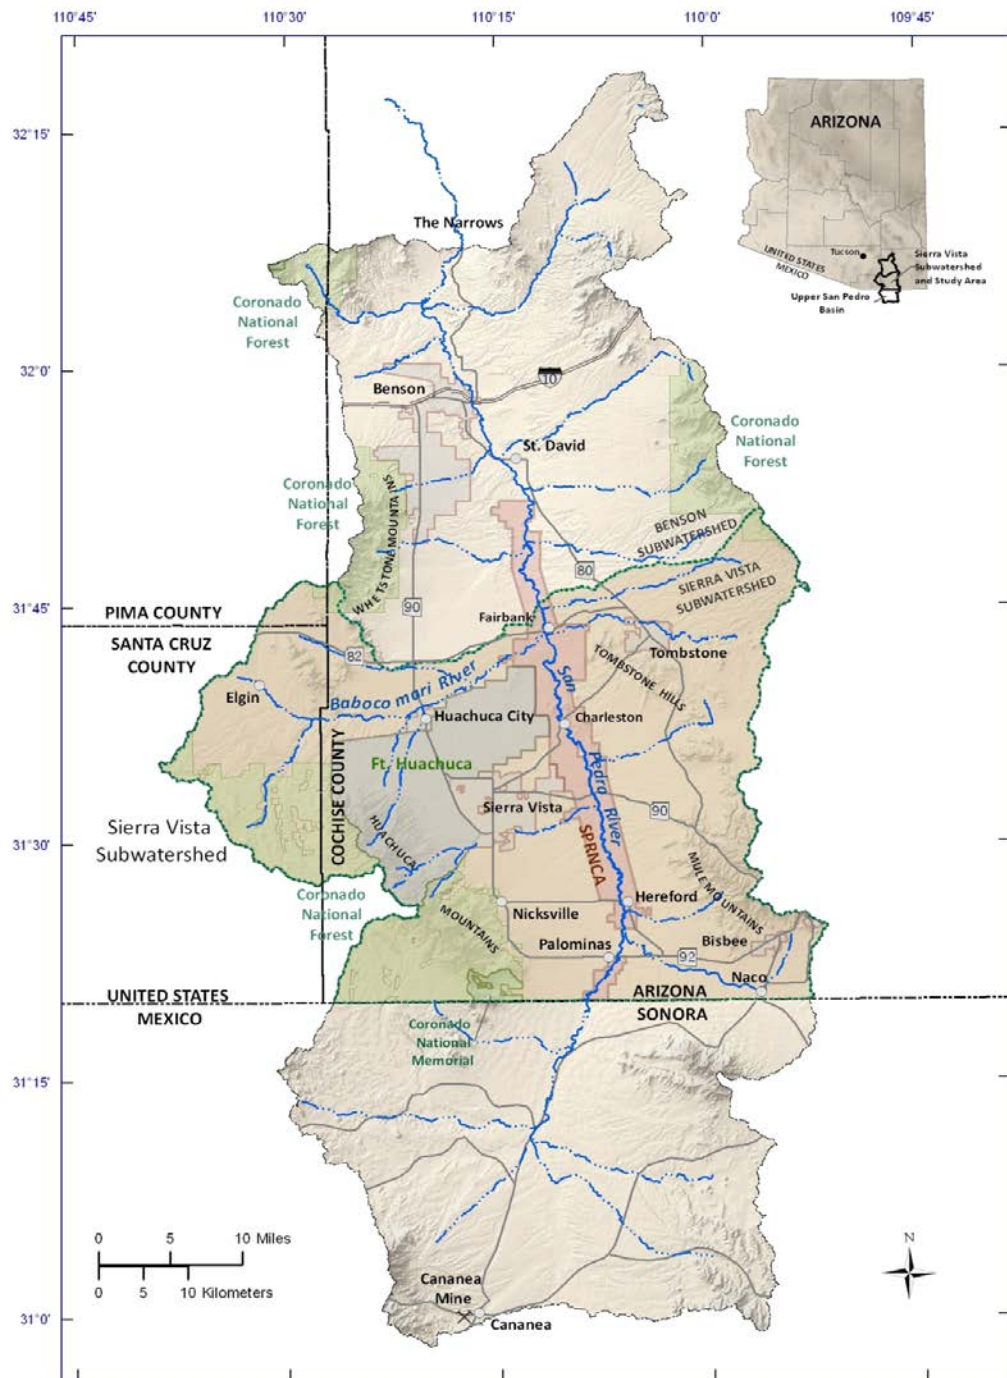 110°45'
110°30'
110°15'
110°0'
109°45'
32°15'
32°0'
31°45'
31°30'
31°15'
31°0'
ARIZONA
Tucson
UNITED STATES
MEXICO
Sierra Vista
Subwatershed
and Study Area
Upper San Pedro
Basin
The Narrows
Coronado
National
Forest
10
Benson
St. David
Coronado
National
Forest
Coronado
National
Forest
WHETSTONE MOUNTAINS
BENSON
SUBWATERSHED
SIERRA VISTA
SUBWATERSHED
80
90
PIMA COUNTY
SANTA CRUZ
COUNTY
Fairbank
82
Tombstone
TOMBSTONE HILLS
Babocomari River
Elgin
San Pedro River
Huachuca City
Charleston
COCHISE COUNTY
Ft. Huachuca
Sierra Vista
90
Sierra Vista
Subwatershed
HUACHUCA
MOUNTAINS
SPRNCA
MULE MOUNTAINS
Coronado
National
Forest
Hereford
Nicksville
Palominas
92
Bisbee
Naco
UNITED STATES
MEXICO
ARIZONA
SONORA
Coronado
National
Memorial
0 5 10 Miles
0 5 10 Kilometers
N
Cananea
Mine
Cananea